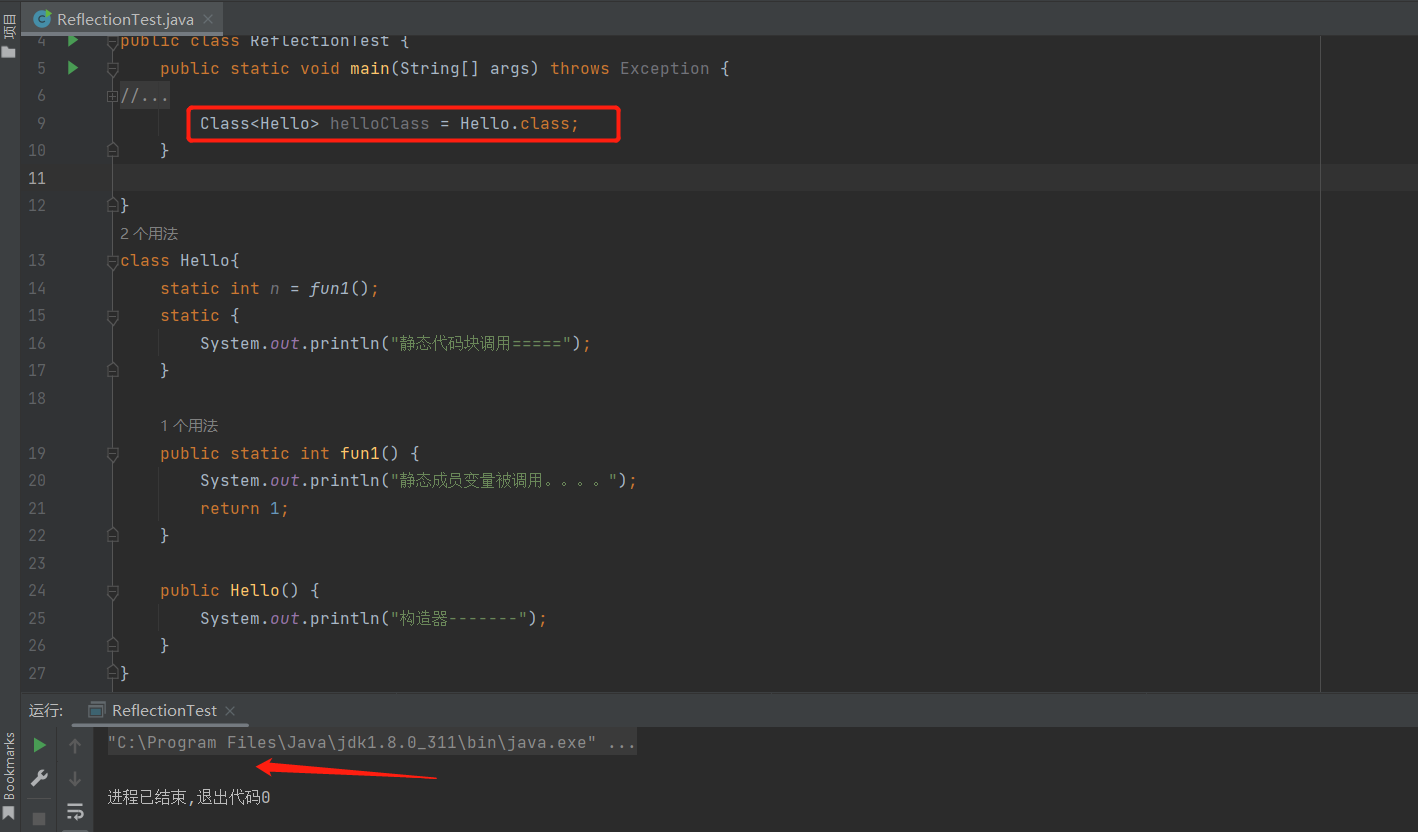 项目
ReflectionTest.java
4 public class ReflectionTest {
5 public static void main(String[] args) throws Exception {
6 //...
9 Class<Hello> helloClass = Hello.class;
10 }
11
12 }
2 个用法
13 class Hello{
14 static int n = fun1();
15 static {
16 System.out.println("静态代码块调用=====");
17 }
18
1 个用法
19 public static int fun1() {
20 System.out.println("静态成员变量被调用。。。。");
21 return 1;
22 }
23
24 public Hello() {
25 System.out.println("构造器-------");
26 }
27 }
运行: ReflectionTest
"C:\Program Files\Java\jdk1.8.0_311\bin\java.exe" ...
进程已结束,退出代码0
Bookmarks